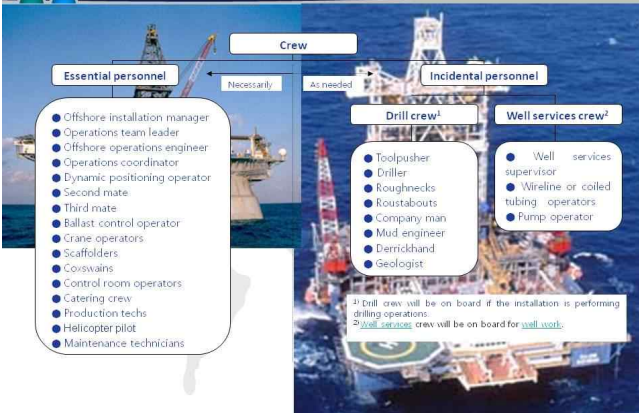 Crew
Essential personnel
Necessarily
As needed
Incidental personnel
Offshore installation manager
Operations team leader
Offshore operations engineer
Operations coordinator
Dynamic positioning operator
Second mate
Third mate
Ballast control operator
Crane operators
Scaffolders
Coxswains
Control room operators
Catering crew
Production techs
Helicopter pilot
Maintenance technicians
Drill crew¹
Toolpusher
Driller
Roughnecks
Roustabouts
Company man
Mud engineer
Derrickhand
Geologist
Well services crew²
Well services
supervisor
Wireline or coiled
tubing operators
Pump operator
¹⁾ Drill crew will be on board if the installation is performing
drilling operations.
²⁾ Well services crew will be on board for well work.